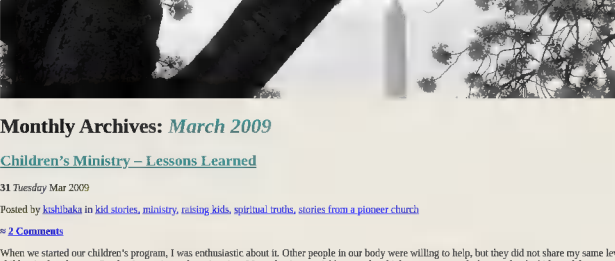 Monthly Archives: March 2009
Children's Ministry – Lessons Learned
31 Tuesday Mar 2009
Posted by ktshibaka in kid stories, ministry, raising kids, spiritual truths, stories from a pioneer church
≈ 2 Comments
When we started our children's program, I was enthusiastic about it. Other people in our body were willing to help, but they did not share my same